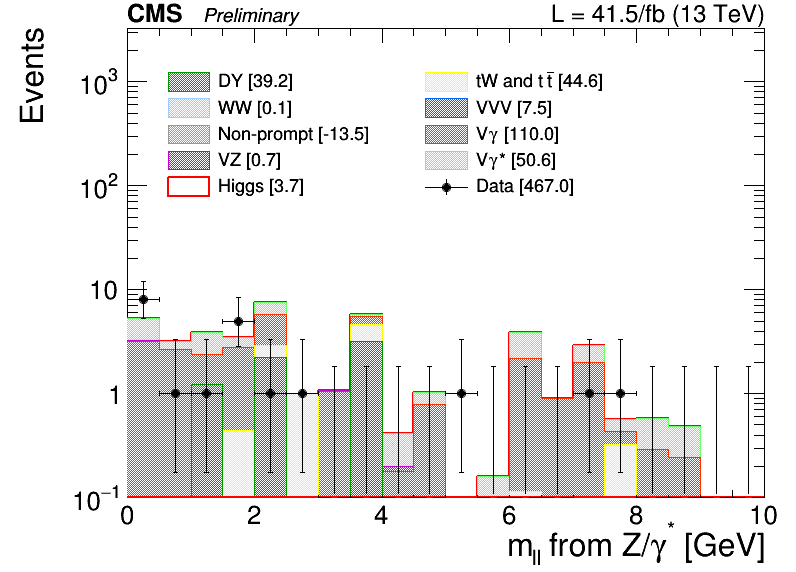 CMS Preliminary L = 41.5/fb (13 TeV)
Events
10³
10²
10
1
10⁻¹
DY [39.2]
WW [0.1]
Non-prompt [-13.5]
VZ [0.7]
Higgs [3.7]
tW and tt̄ [44.6]
VVV [7.5]
Vγ [110.0]
Vγ* [50.6]
Data [467.0]
0 2 4 6 8 10
m_ll from Z/γ* [GeV]